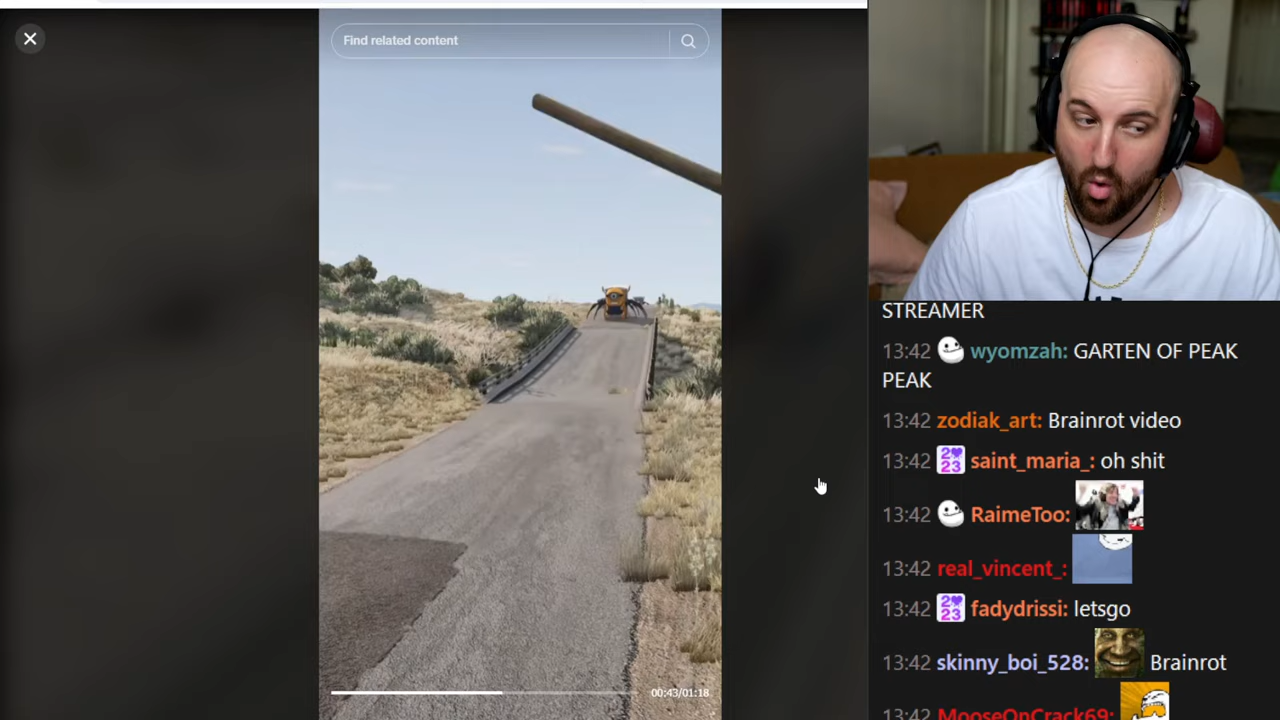 Find related content
00:43/01:18
STREAMER
13:42 wyomzah: GARTEN OF PEAK
PEAK
13:42 zodiak_art: Brainrot video
13:42 saint_maria_: oh shit
13:42 RaimeToo:
13:42 real_vincent_:
13:42 fadydrissi: letsgo
13:42 skinny_boi_528: Brainrot
13:42 MooseOnCrack69: